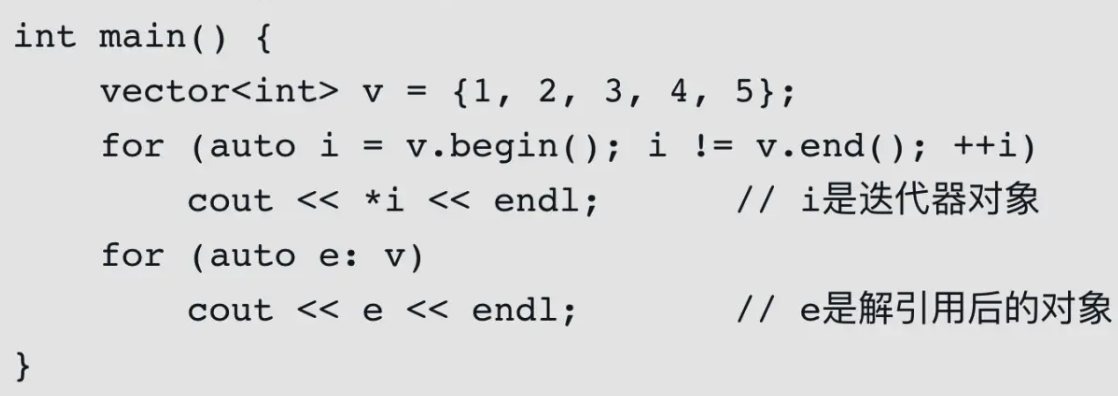 int main() {
    vector<int> v = {1, 2, 3, 4, 5};
    for (auto i = v.begin(); i != v.end(); ++i)
        cout << *i << endl;      // i是迭代器对象
    for (auto e: v)
        cout << e << endl;       // e是解引用后的对象
}